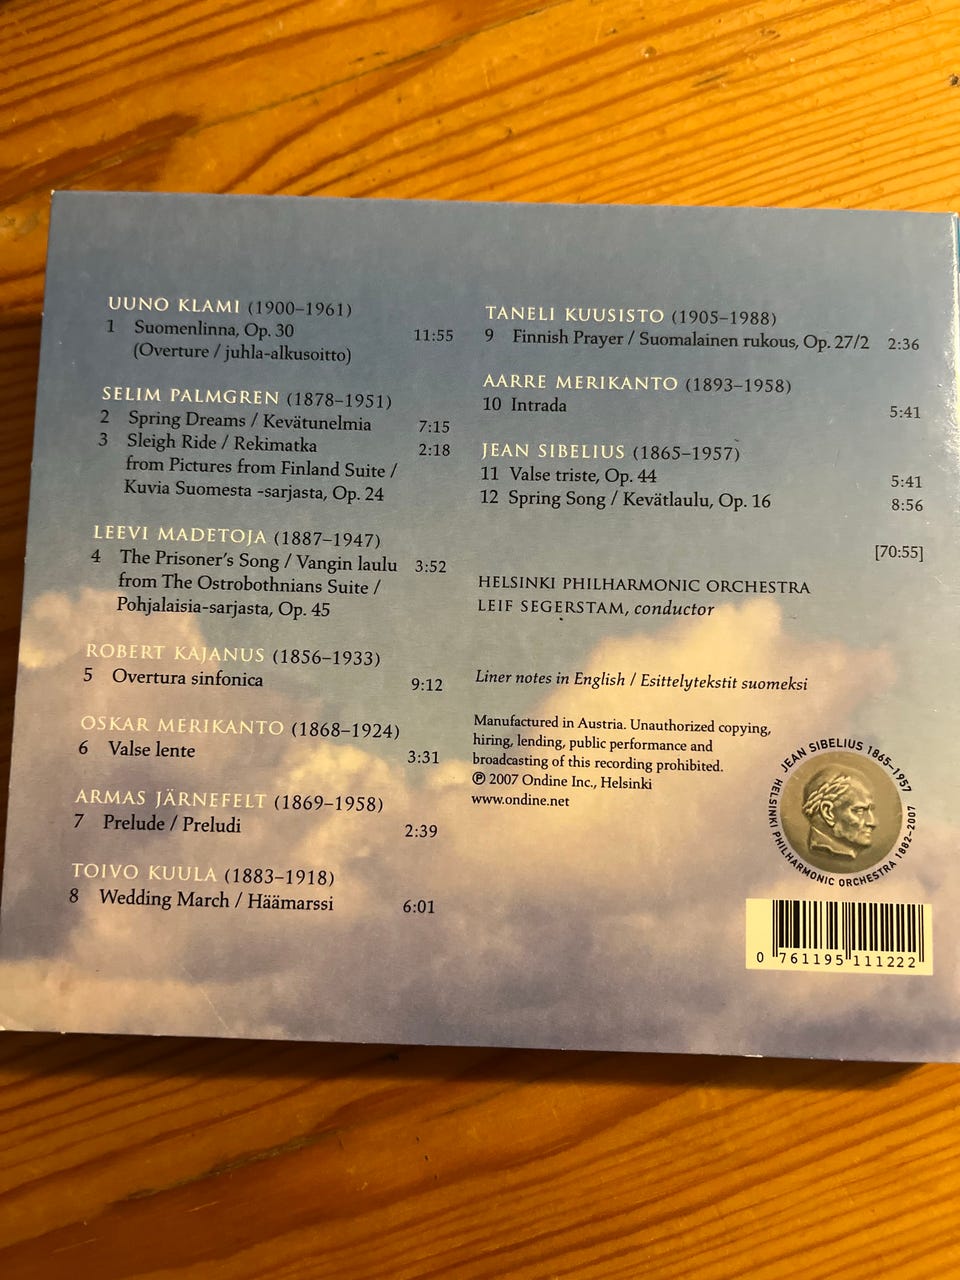 UUNO KLAMI (1900–1961)
1 Suomenlinna, Op. 30 11:55
(Overture / juhla-alkusoitto)
SELIM PALMGREN (1878–1951)
2 Spring Dreams / Kevätunelmia 7:15
3 Sleigh Ride / Rekimatka 2:18
from Pictures from Finland Suite /
Kuvia Suomesta -sarjasta, Op. 24
LEEVI MADETOJA (1887–1947)
4 The Prisoner's Song / Vangin laulu 3:52
from The Ostrobothnians Suite /
Pohjalaisia-sarjasta, Op. 45
ROBERT KAJANUS (1856–1933)
5 Overtura sinfonica 9:12
OSKAR MERIKANTO (1868–1924)
6 Valse lente 3:31
ARMAS JÄRNEFELT (1869–1958)
7 Prelude / Preludi 2:39
TOIVO KUULA (1883–1918)
8 Wedding March / Häämarssi 6:01
TANELI KUUSISTO (1905–1988)
9 Finnish Prayer / Suomalainen rukous, Op. 27/2 2:36
AARRE MERIKANTO (1893–1958)
10 Intrada 5:41
JEAN SIBELIUS (1865–1957)
11 Valse triste, Op. 44 5:41
12 Spring Song / Kevätlaulu, Op. 16 8:56
[70:55]
HELSINKI PHILHARMONIC ORCHESTRA
LEIF SEGERSTAM, conductor
Liner notes in English / Esittelytekstit suomeksi
Manufactured in Austria. Unauthorized copying,
hiring, lending, public performance and
broadcasting of this recording prohibited.
℗ 2007 Ondine Inc., Helsinki
www.ondine.net
JEAN SIBELIUS 1865–1957
HELSINKI PHILHARMONIC ORCHESTRA 1882–2007
0 761195 111222